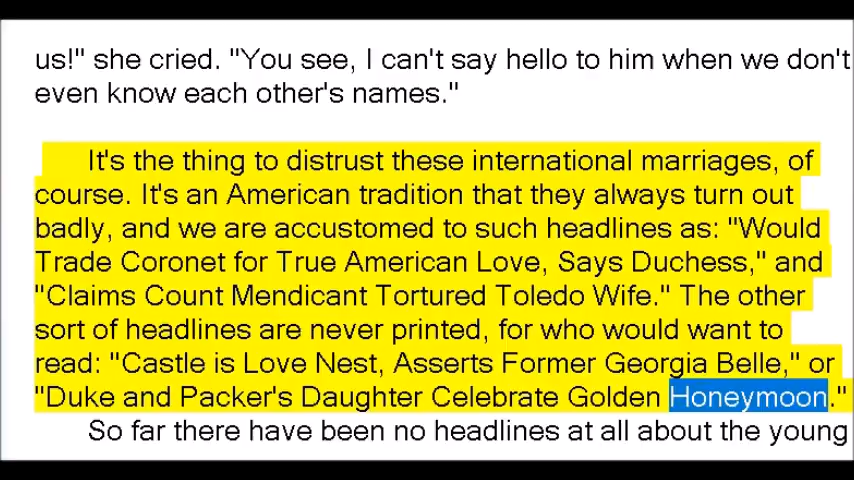 us!" she cried. "You see, I can't say hello to him when we don't
even know each other's names."
It's the thing to distrust these international marriages, of
course. It's an American tradition that they always turn out
badly, and we are accustomed to such headlines as: "Would
Trade Coronet for True American Love, Says Duchess," and
"Claims Count Mendicant Tortured Toledo Wife." The other
sort of headlines are never printed, for who would want to
read: "Castle is Love Nest, Asserts Former Georgia Belle," or
"Duke and Packer's Daughter Celebrate Golden Honeymoon."
So far there have been no headlines at all about the young